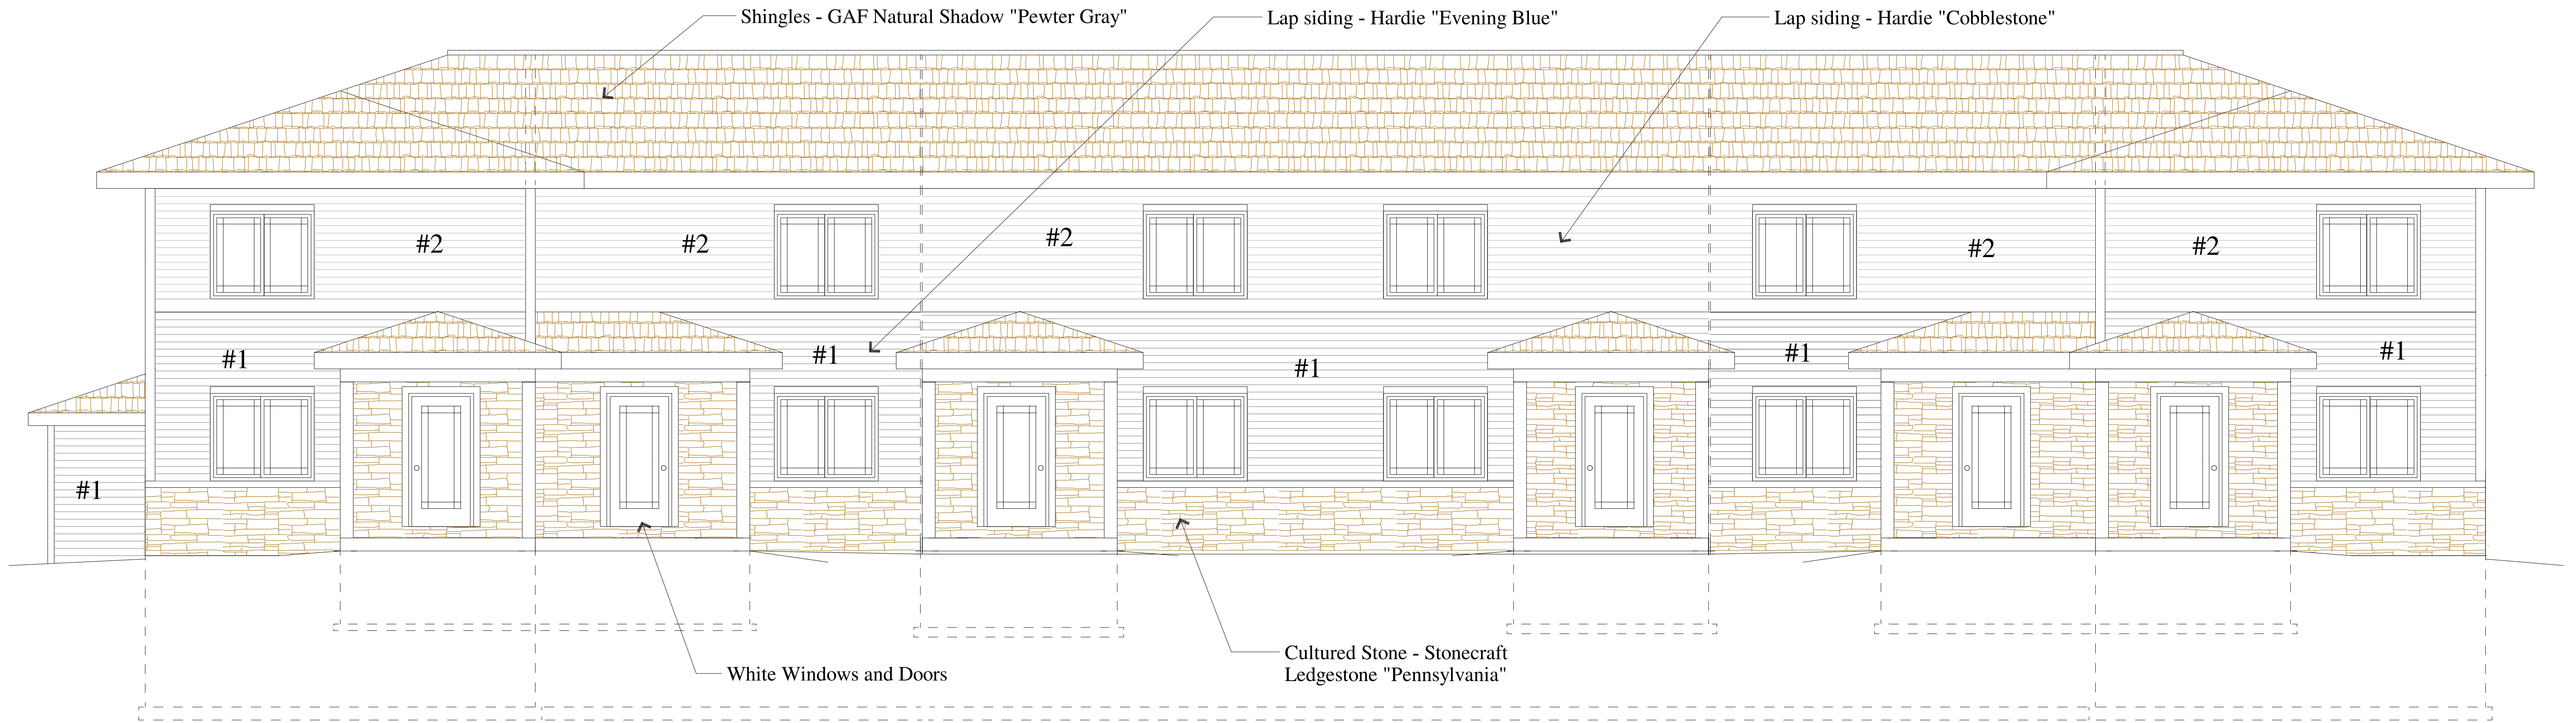 Shingles - GAF Natural Shadow "Pewter Gray"
Lap siding - Hardie "Evening Blue"
Lap siding - Hardie "Cobblestone"
#2
#2
#2
#2
#2
#1
#1
#1
#1
#1
#1
White Windows and Doors
Cultured Stone - Stonecraft
Ledgestone "Pennsylvania"